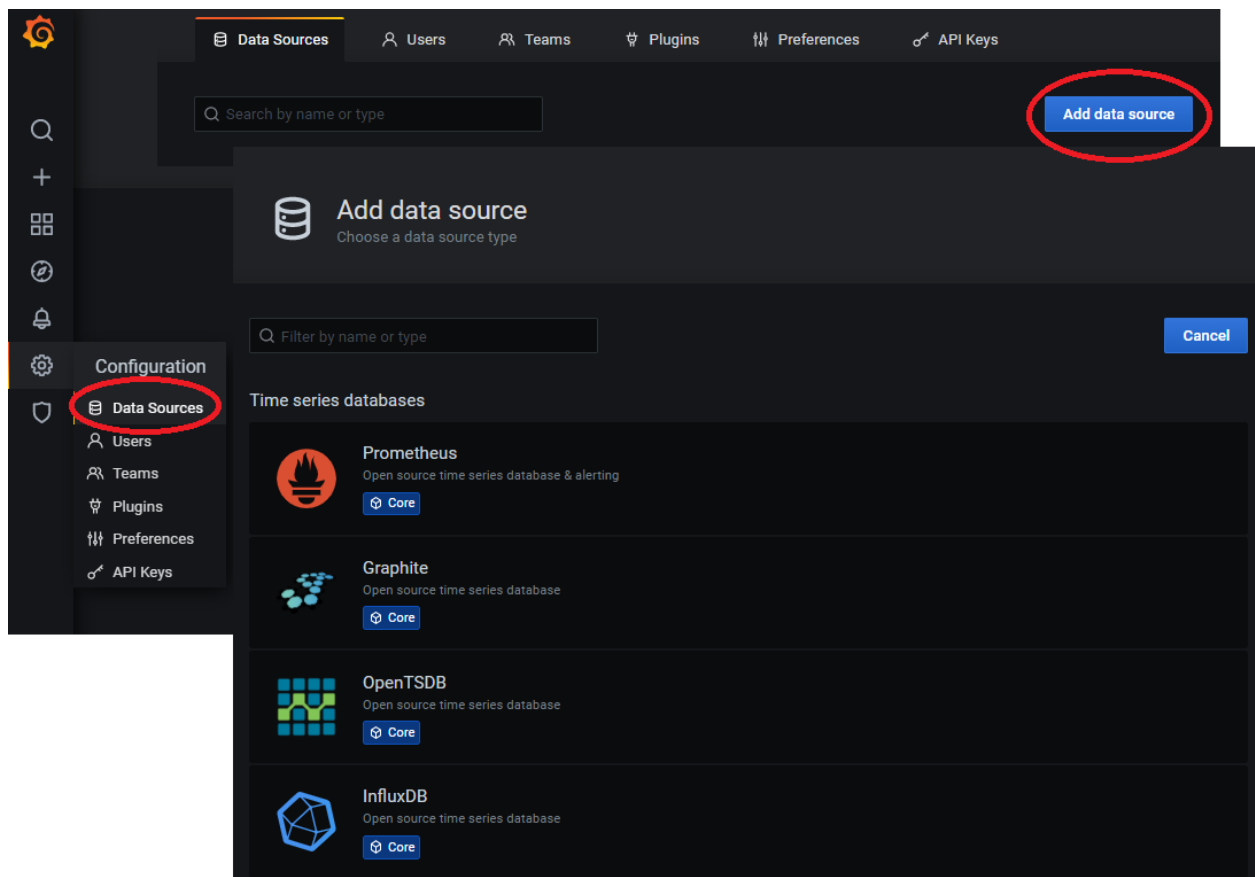 Data Sources
Users
Teams
Plugins
Preferences
API Keys
Search by name or type
Add data source
Add data source
Choose a data source type
Filter by name or type
Cancel
Configuration
Data Sources
Users
Teams
Plugins
Preferences
API Keys
Time series databases
Prometheus
Open source time series database & alerting
Core
Graphite
Open source time series database
Core
OpenTSDB
Open source time series database
Core
InfluxDB
Open source time series database
Core